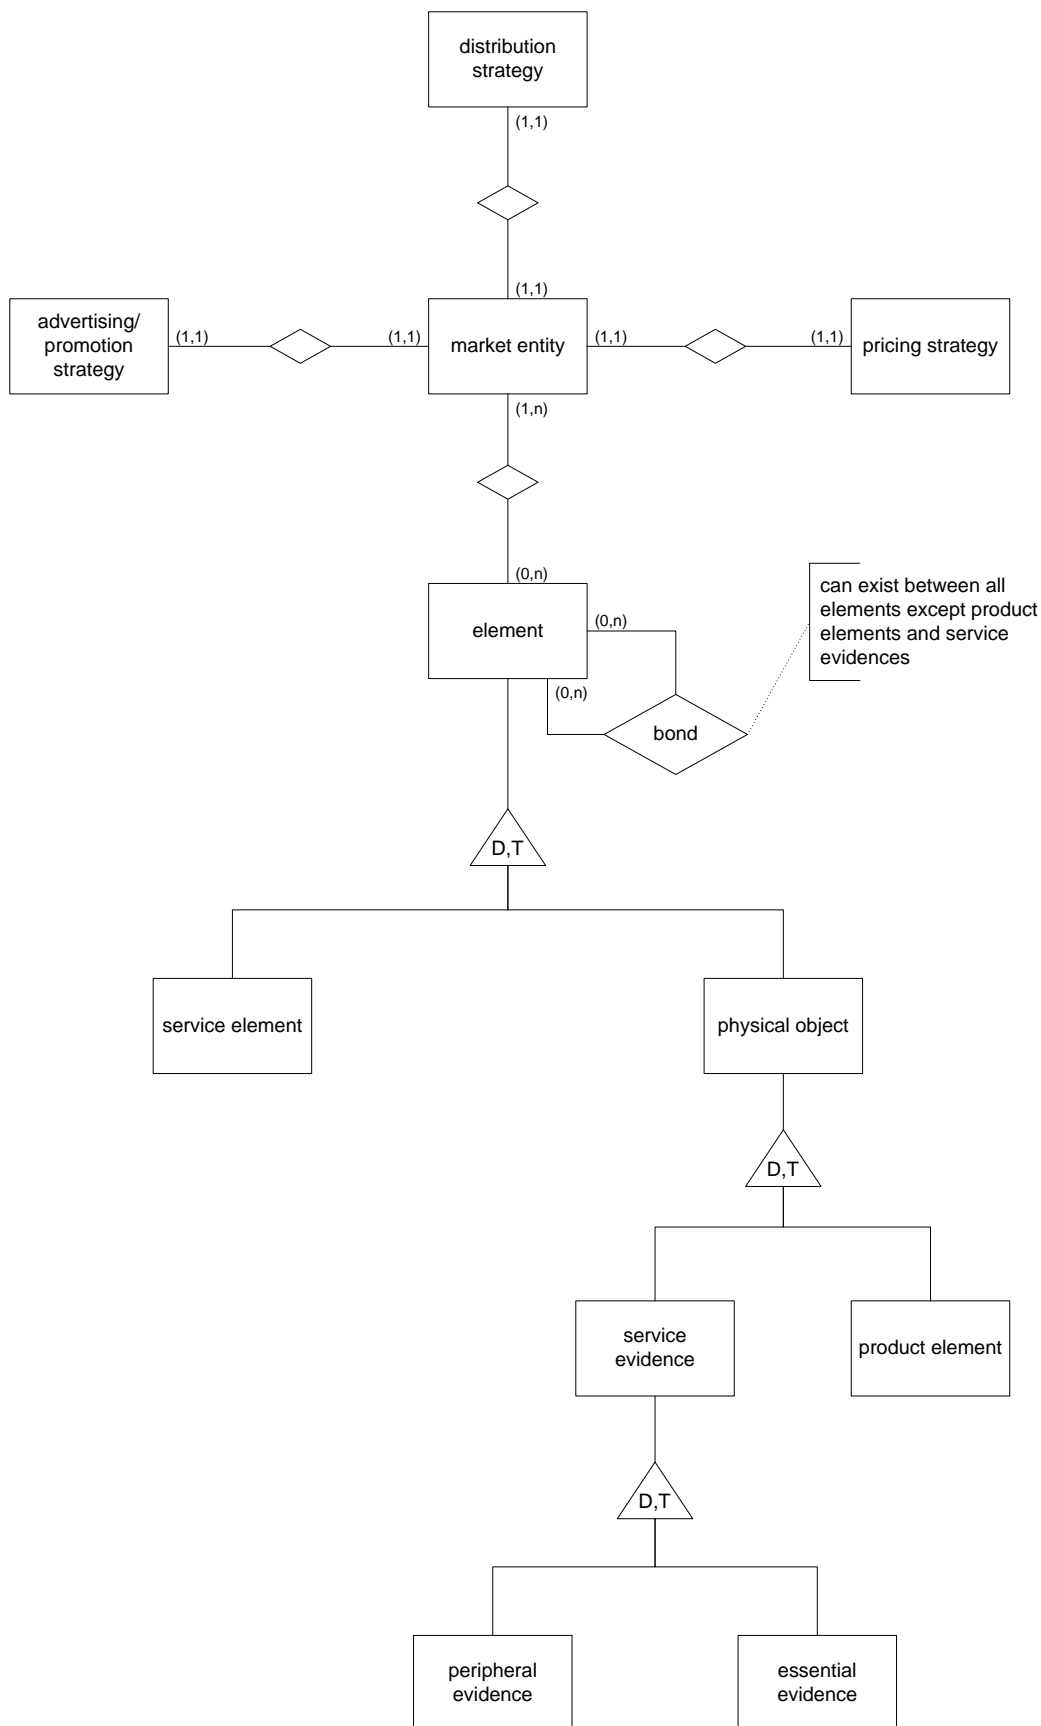 distribution
strategy
(1,1)
(1,1)
advertising/
promotion
strategy
(1,1)
(1,1)
market entity
(1,1)
(1,1)
pricing strategy
(1,n)
(0,n)
element
(0,n)
(0,n)
bond
can exist between all
elements except product
elements and service
evidences
D,T
service element
physical object
D,T
service
evidence
product element
D,T
peripheral
evidence
essential
evidence